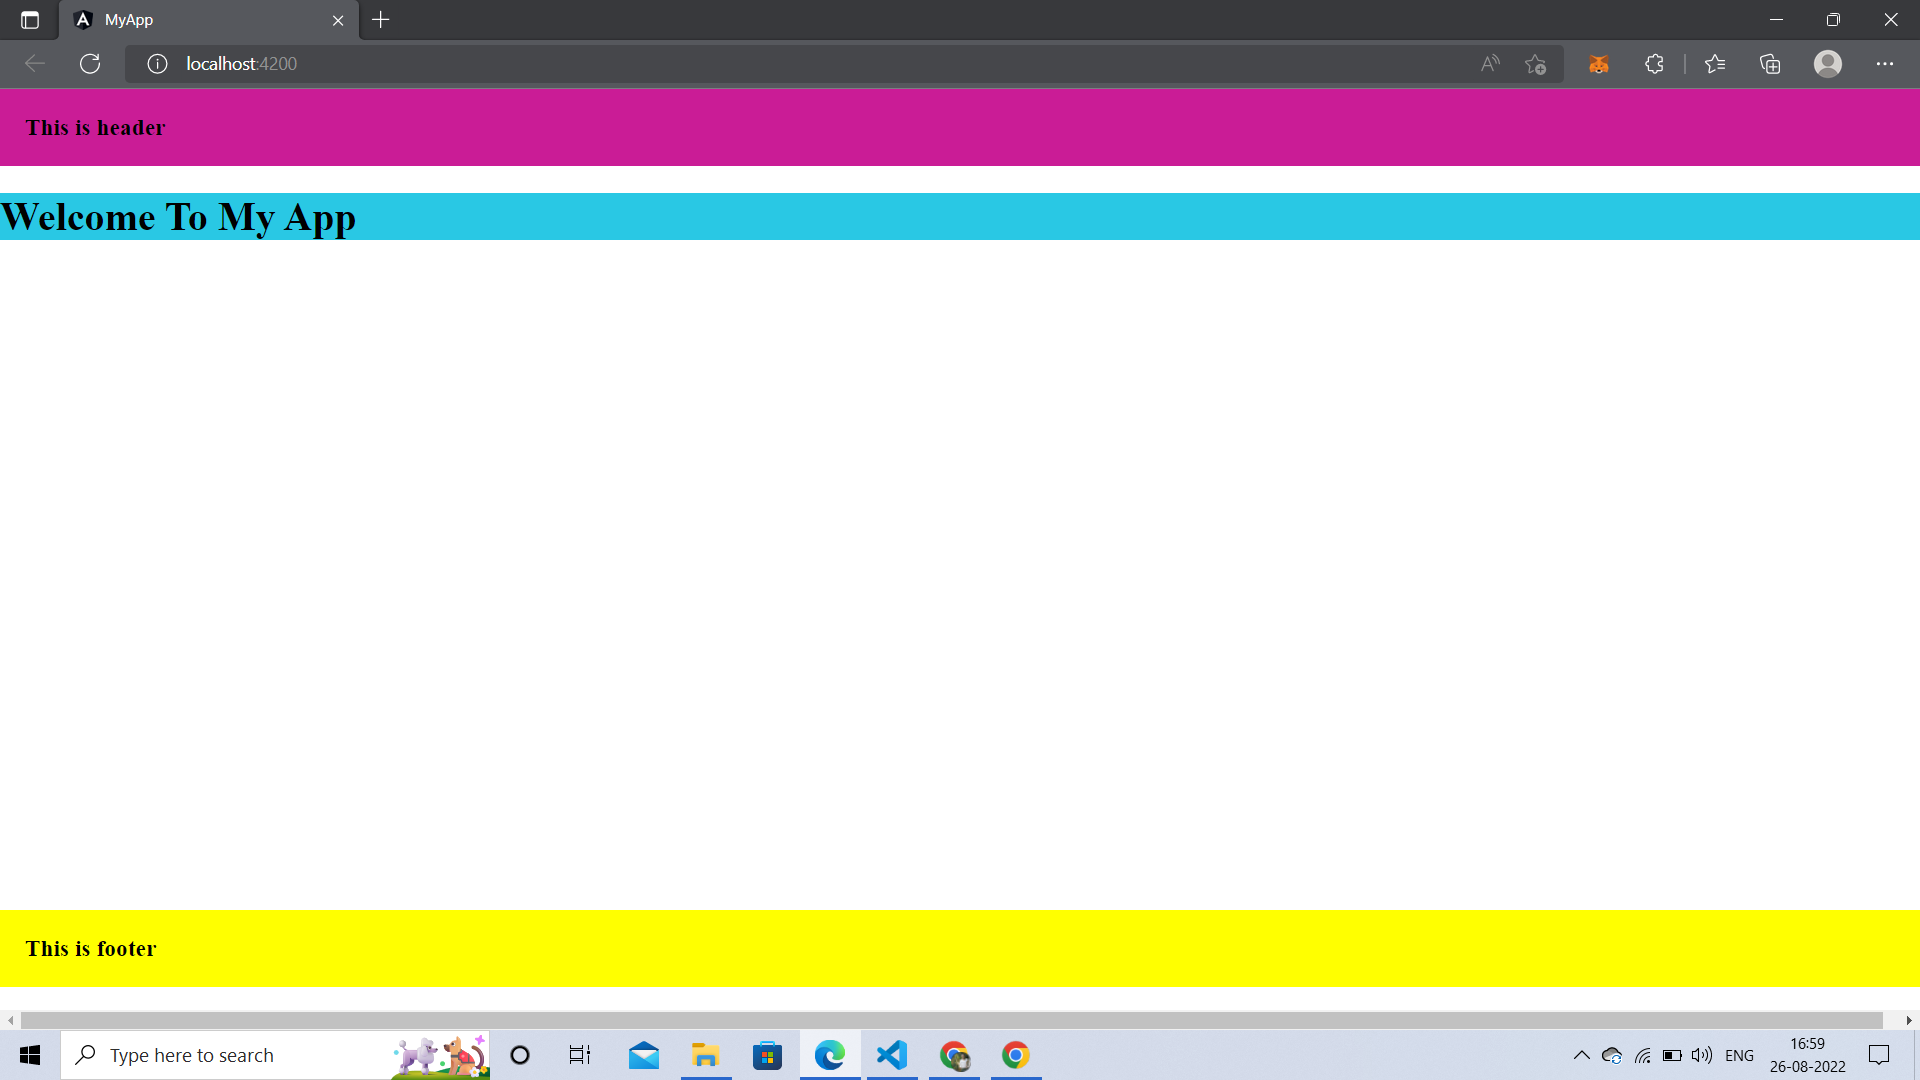 MyApp
localhost:4200
This is header
Welcome To My App
This is footer
Type here to search
ENG
16:59
26-08-2022